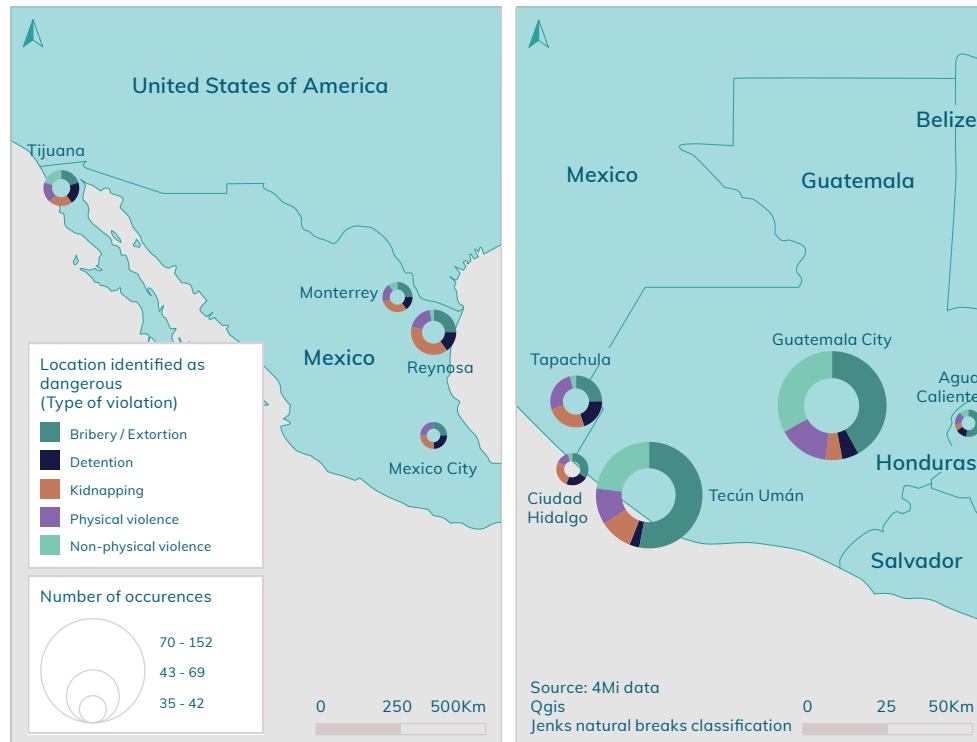 United States of America
Tijuana
Monterrey
Mexico
Reynosa
Mexico City
Location identified as
dangerous
(Type of violation)
Bribery / Extortion
Detention
Kidnapping
Physical violence
Non-physical violence
Number of occurences
70 - 152
43 - 69
35 - 42
0 250 500Km
Belize
Mexico
Guatemala
Guatemala City
Tapachula
Agua
Caliente
Honduras
Ciudad
Hidalgo
Tecún Umán
Salvador
Source: 4Mi data
Qgis
Jenks natural breaks classification
0 25 50Km